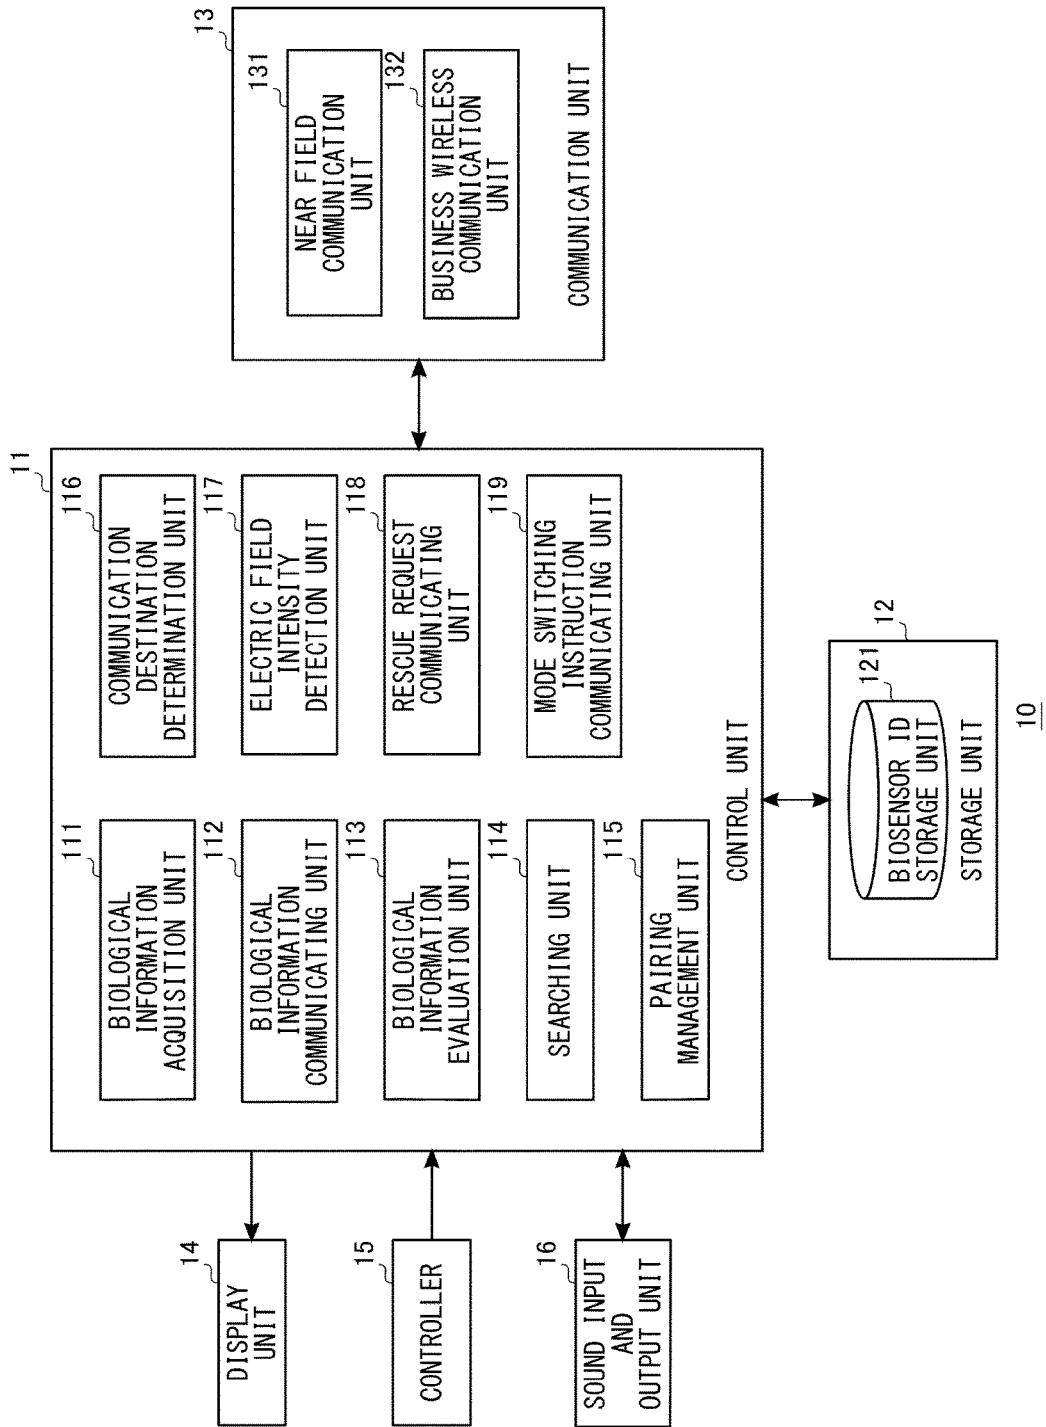 14
DISPLAY
UNIT
15
CONTROLLER
16
SOUND INPUT
AND
OUTPUT UNIT
11
111
BIOLOGICAL
INFORMATION
ACQUISITION UNIT
112
BIOLOGICAL
INFORMATION
COMMUNICATING UNIT
113
BIOLOGICAL
INFORMATION
EVALUATION UNIT
114
SEARCHING UNIT
115
PAIRING
MANAGEMENT UNIT
116
COMMUNICATION
DESTINATION
DETERMINATION UNIT
117
ELECTRIC FIELD
INTENSITY
DETECTION UNIT
118
RESCUE REQUEST
COMMUNICATING
UNIT
119
MODE SWITCHING
INSTRUCTION
COMMUNICATING UNIT
CONTROL UNIT
13
131
NEAR FIELD
COMMUNICATION
UNIT
132
BUSINESS WIRELESS
COMMUNICATION
UNIT
COMMUNICATION UNIT
12
121
BIOSENSOR ID
STORAGE UNIT
STORAGE UNIT
10